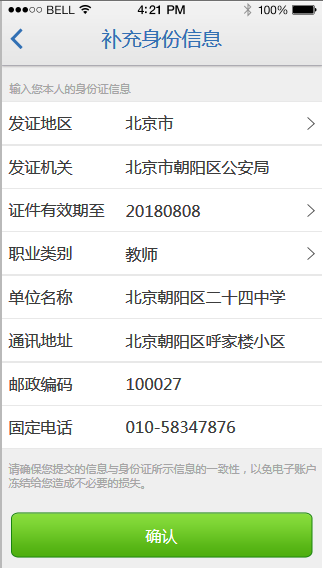 BELL 4:21 PM 100%
补充身份信息
输入您本人的身份证信息
发证地区 北京市
发证机关 北京市朝阳区公安局
证件有效期至 20180808
职业类别 教师
单位名称 北京朝阳区二十四中学
通讯地址 北京朝阳区呼家楼小区
邮政编码 100027
固定电话 010-58347876
请确保您提交的信息与身份证所示信息的一致性，以免电子账户
冻结给您造成不必要的损失。
确认